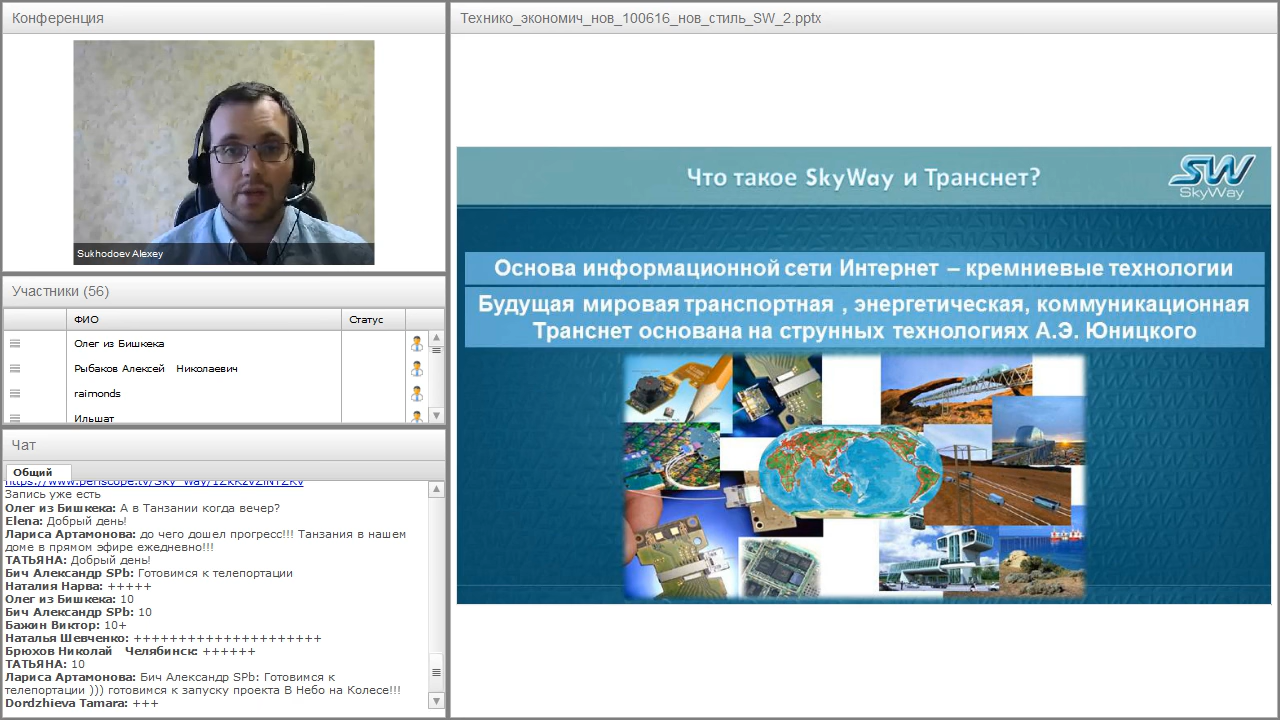 Конференция
Sukhodoev Alexey
Участники (56)
ФИО
Статус
Олег из Бишкека
Рыбаков Алексей Николаевич
raimonds
Ильшат
Чат
Общий
Запись уже есть
Олег из Бишкека: А в Танзании когда вечер?
Elena: Добрый день!
Лариса Артамонова: до чего дошел прогресс!!! Танзания в нашем
доме в прямом эфире ежедневно!!!
ТАТЬЯНА: Добрый день!
Бич Александр SPb: Готовимся к телепортации
Наталия Нарва: +++++
Олег из Бишкека: 10
Бич Александр SPb: 10
Бажин Виктор: 10+
Наталья Шевченко: +++++++++++++++++++++
Брюхов Николай Челябинск: ++++++
ТАТЬЯНА: 10
Лариса Артамонова: Бич Александр SPb: Готовимся к
телепортации ))) готовимся к запуску проекта В Небо на Колесе!!!
Dordzhieva Tamara: +++
Технико_экономич_нов_100616_нов_стиль_SW_2.pptx
Что такое SkyWay и Транснет?
SW
SkyWay
Основа информационной сети Интернет – кремниевые технологии
Будущая мировая транспортная , энергетическая, коммуникационная
Транснет основана на струнных технологиях А.Э. Юницкого